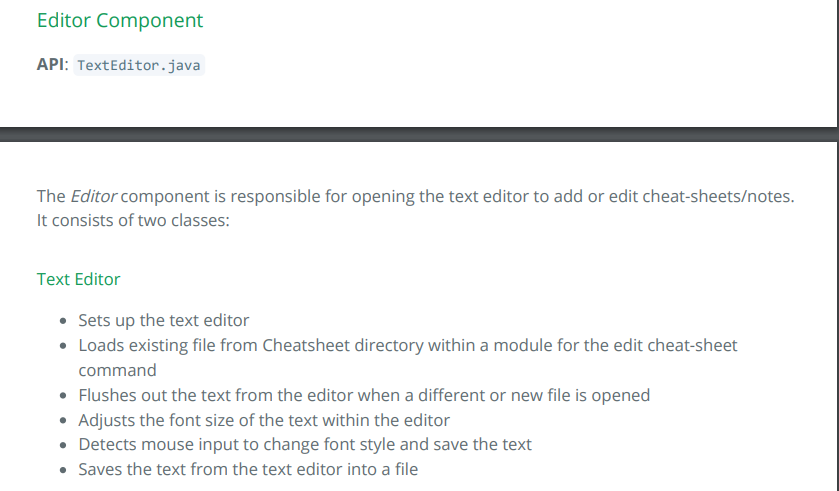 Editor Component
API: TextEditor.java
The Editor component is responsible for opening the text editor to add or edit cheat-sheets/notes.
It consists of two classes:
Text Editor
• Sets up the text editor
• Loads existing file from Cheatsheet directory within a module for the edit cheat-sheet
command
• Flushes out the text from the editor when a different or new file is opened
• Adjusts the font size of the text within the editor
• Detects mouse input to change font style and save the text
• Saves the text from the text editor into a file